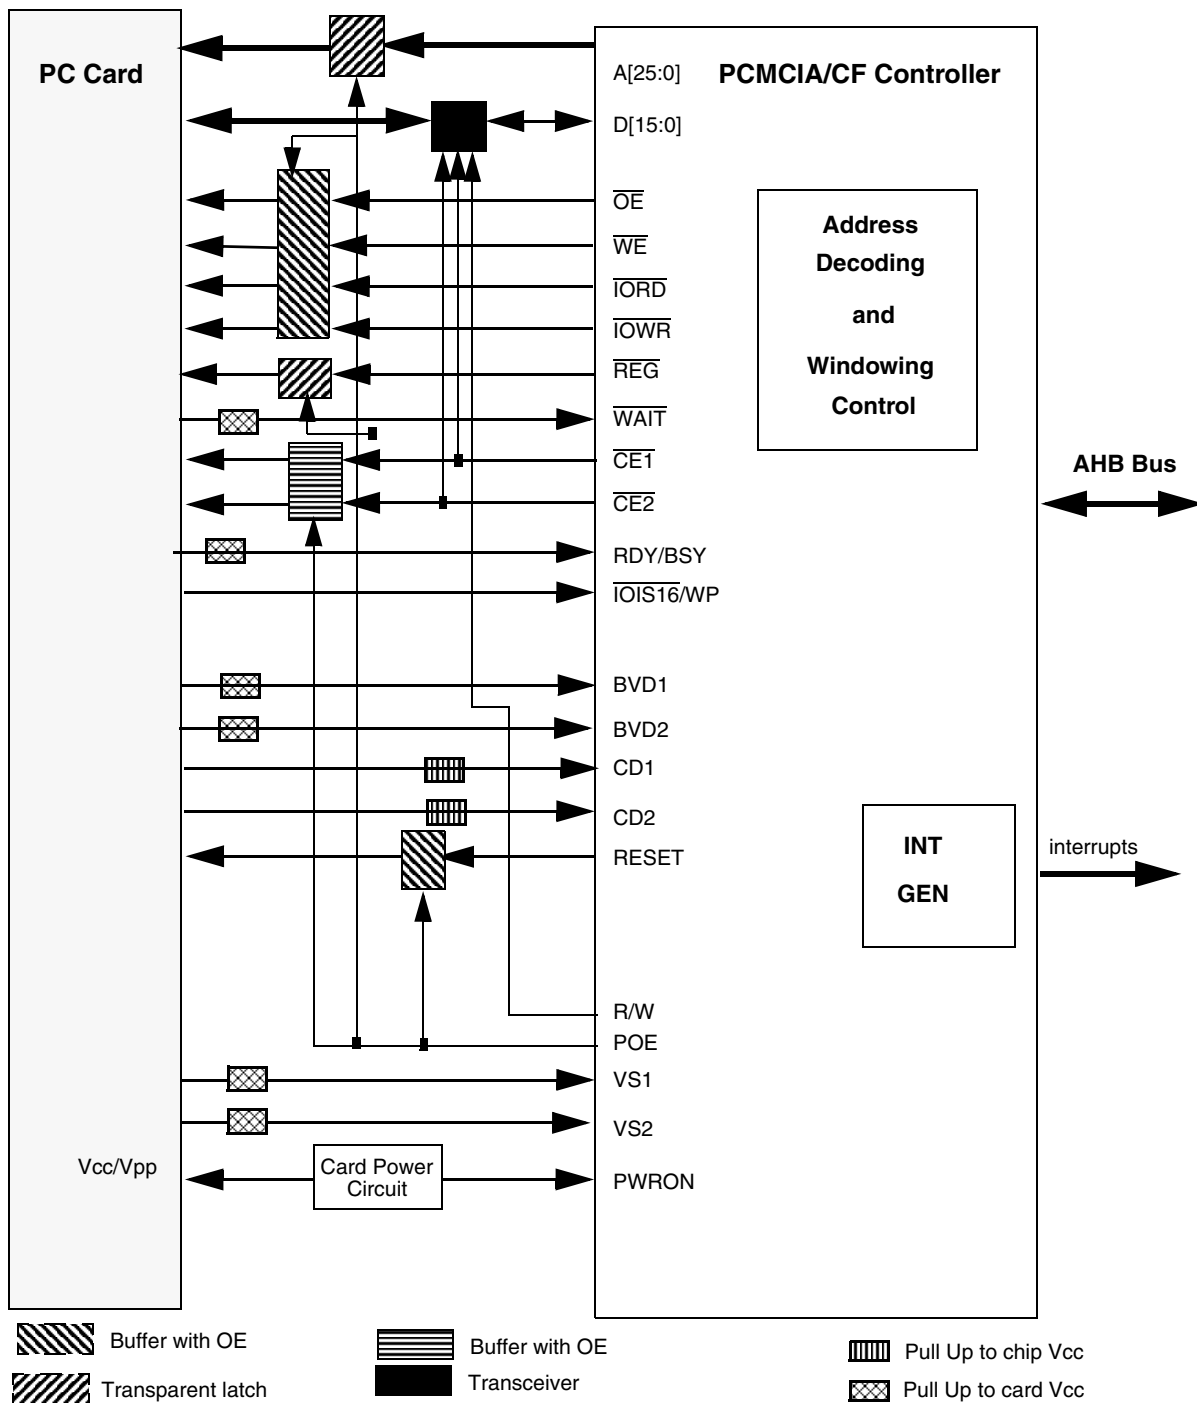 PC Card
PCMCIA/CF Controller
A[25:0]
D[15:0]
OE
WE
IORD
IOWR
REG
WAIT
CE1
CE2
RDY/BSY
IOIS16/WP
BVD1
BVD2
CD1
CD2
RESET
R/W
POE
VS1
VS2
PWRON
Address
Decoding
and
Windowing
Control
AHB Bus
INT
GEN
interrupts
Vcc/Vpp
Card Power
Circuit
Buffer with OE
Transparent latch
Buffer with OE
Transceiver
Pull Up to chip Vcc
Pull Up to card Vcc